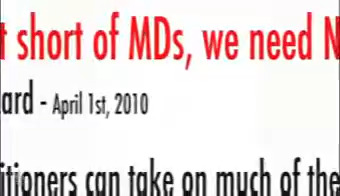 t short of MDs, we need N
ard - April 1st, 2010
itioners can take on much of the